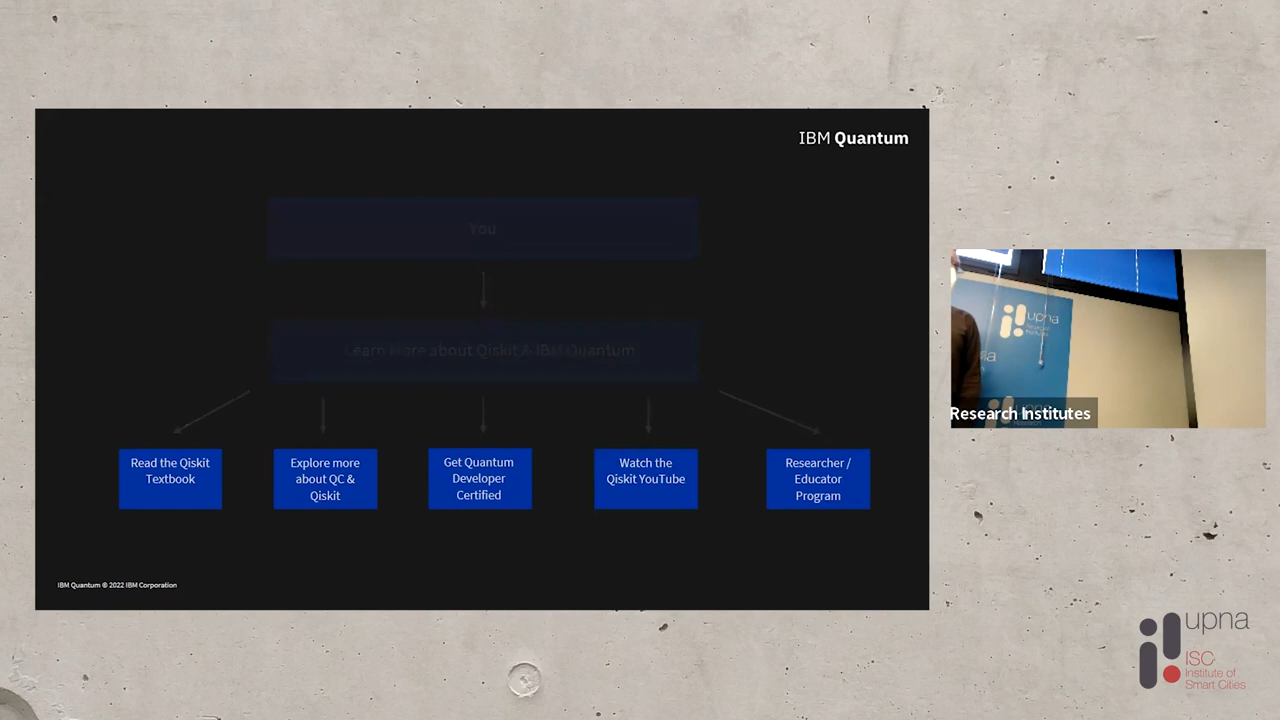 IBM Quantum
You
Learn More about Qiskit & IBM Quantum
Read the Qiskit
Textbook
Explore more
about QC &
Qiskit
Get Quantum
Developer
Certified
Watch the
Qiskit YouTube
Researcher /
Educator
Program
IBM Quantum © 2022 IBM Corporation
upna
Research Institutes
upna
ISC
Institute of
Smart Cities